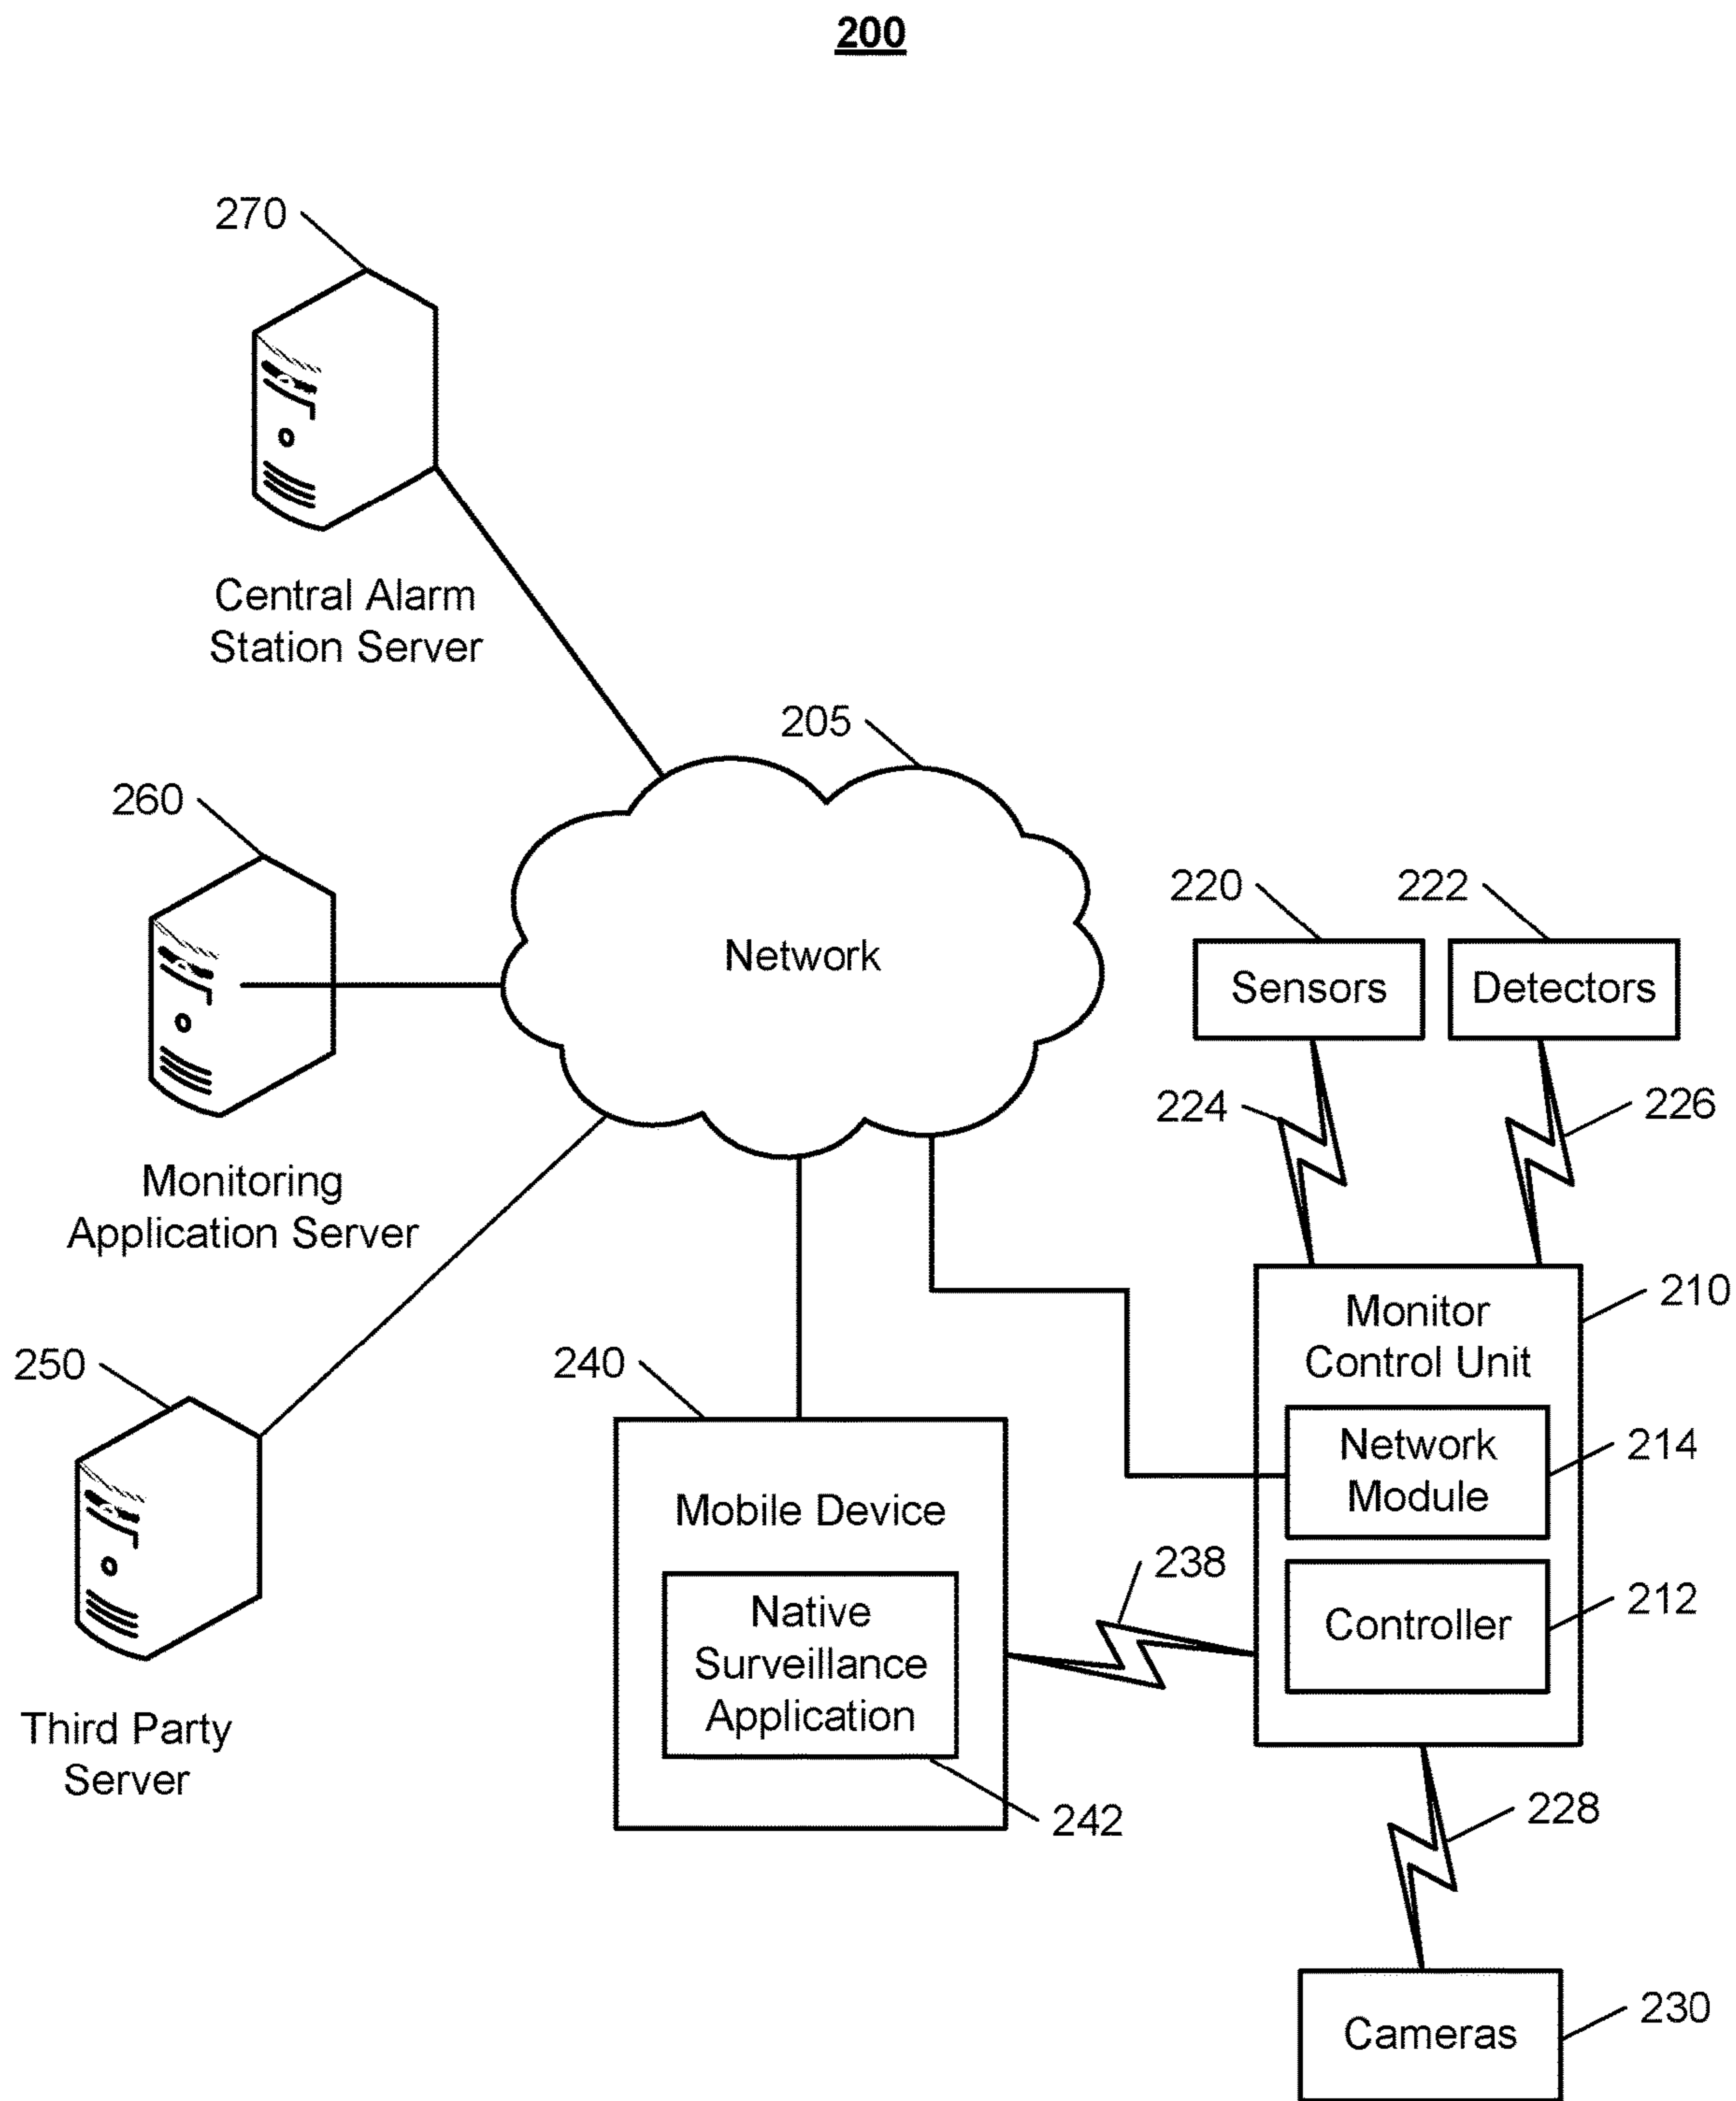 200
270
Central Alarm
Station Server
205
260
Network
220
222
Sensors
Detectors
224
226
Monitoring
Application Server
210
Monitor
Control Unit
250
240
214
Network
Module
Mobile Device
238
212
Controller
Native
Surveillance
Application
Third Party
Server
242
228
230
Cameras